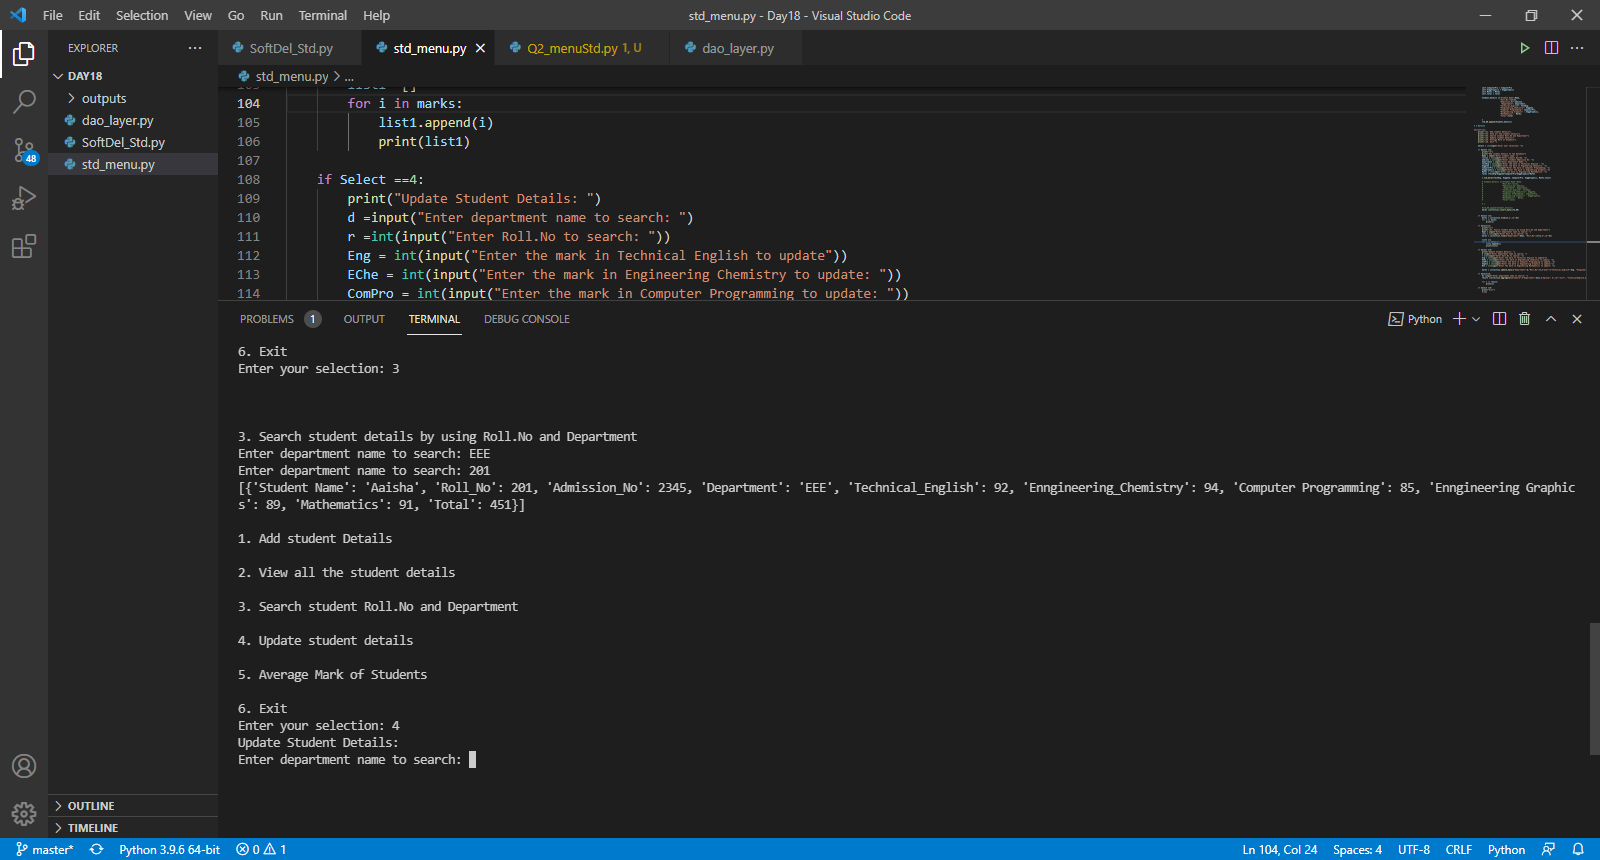 File Edit Selection View Go Run Terminal Help
std_menu.py - Day18 - Visual Studio Code
EXPLORER
DAY18
outputs
dao_layer.py
SoftDel_Std.py
std_menu.py
OUTLINE
TIMELINE
48
SoftDel_Std.py std_menu.py Q2_menuStd.py 1, U dao_layer.py
std_menu.py > ...
104 for i in marks:
105 list1.append(i)
106 print(list1)
107
108 if Select ==4:
109 print("Update Student Details: ")
110 d =input("Enter department name to search: ")
111 r =int(input("Enter Roll.No to search: "))
112 Eng = int(input("Enter the mark in Technical English to update"))
113 EChe = int(input("Enter the mark in Engineering Chemistry to update: "))
114 ComPro = int(input("Enter the mark in Computer Programming to update: "))
PROBLEMS 1 OUTPUT TERMINAL DEBUG CONSOLE
Python
6. Exit
Enter your selection: 3
3. Search student details by using Roll.No and Department
Enter department name to search: EEE
Enter department name to search: 201
[{'Student Name': 'Aaisha', 'Roll_No': 201, 'Admission_No': 2345, 'Department': 'EEE', 'Technical_English': 92, 'Enngineering_Chemistry': 94, 'Computer Programming': 85, 'Enngineering Graphic
s': 89, 'Mathematics': 91, 'Total': 451}]
1. Add student Details
2. View all the student details
3. Search student Roll.No and Department
4. Update student details
5. Average Mark of Students
6. Exit
Enter your selection: 4
Update Student Details:
Enter department name to search:
master* Python 3.9.6 64-bit 0 1
Ln 104, Col 24 Spaces: 4 UTF-8 CRLF Python